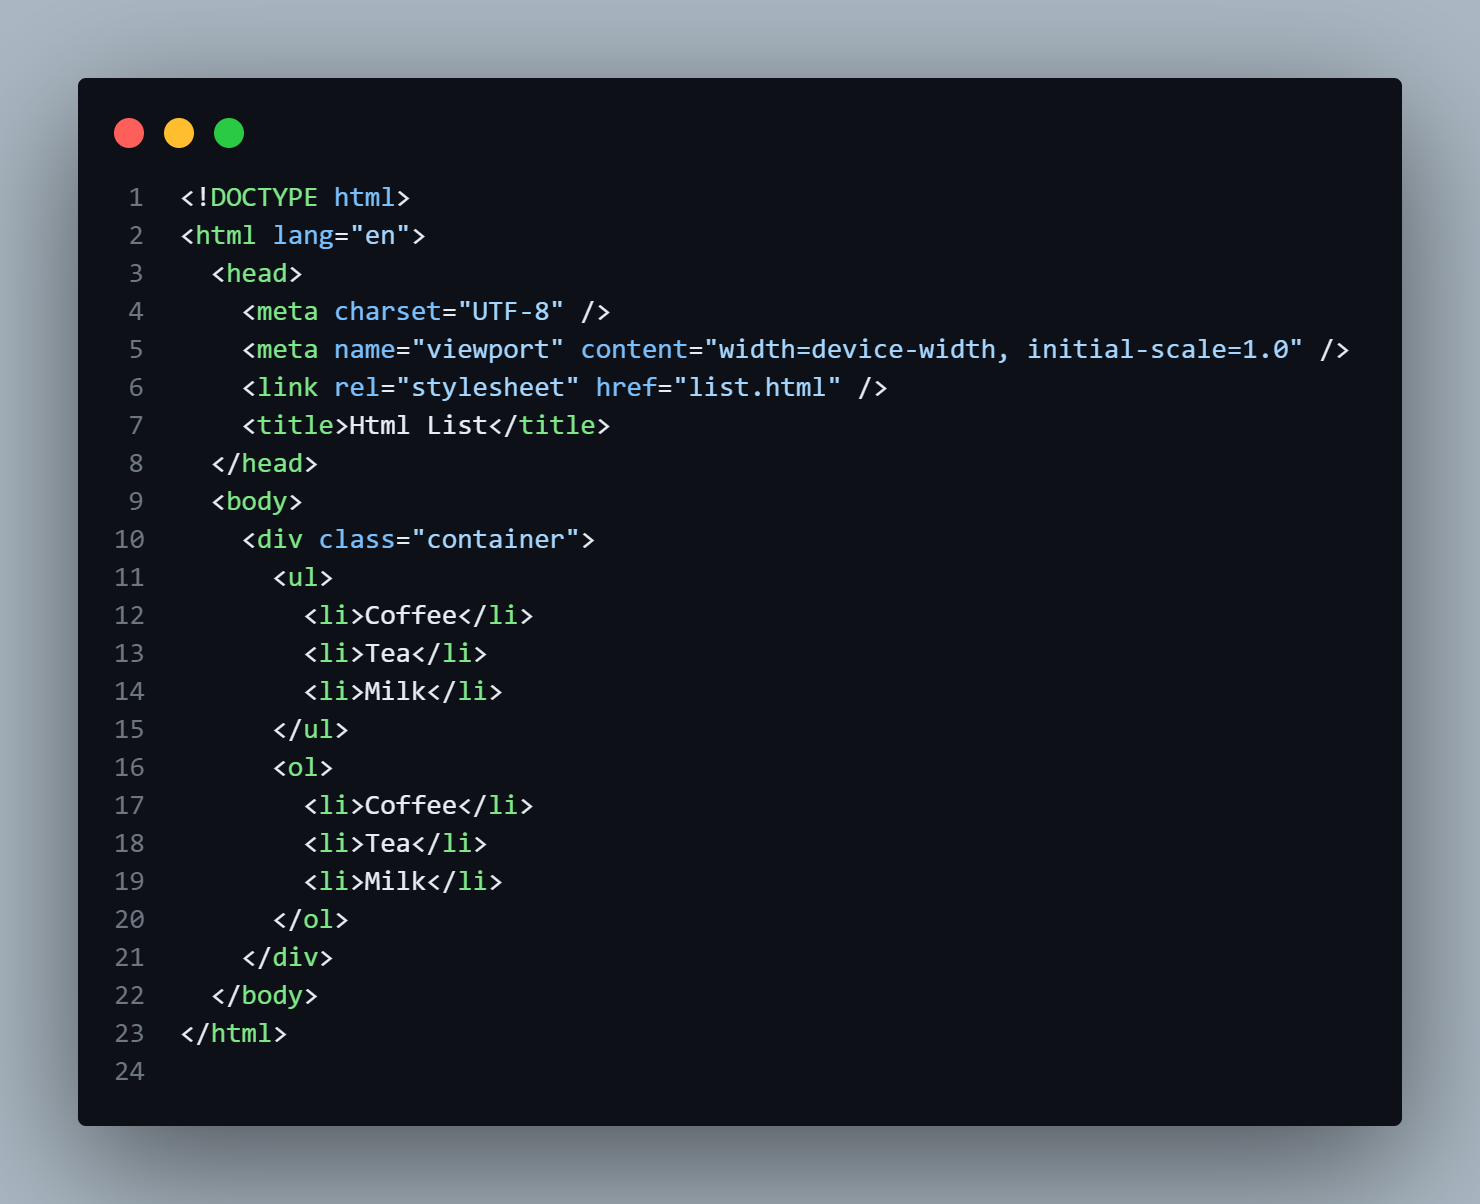 1 <!DOCTYPE html>
2 <html lang="en">
3   <head>
4     <meta charset="UTF-8" />
5     <meta name="viewport" content="width=device-width, initial-scale=1.0" />
6     <link rel="stylesheet" href="list.html" />
7     <title>Html List</title>
8   </head>
9   <body>
10     <div class="container">
11       <ul>
12         <li>Coffee</li>
13         <li>Tea</li>
14         <li>Milk</li>
15       </ul>
16       <ol>
17         <li>Coffee</li>
18         <li>Tea</li>
19         <li>Milk</li>
20       </ol>
21     </div>
22   </body>
23 </html>
24